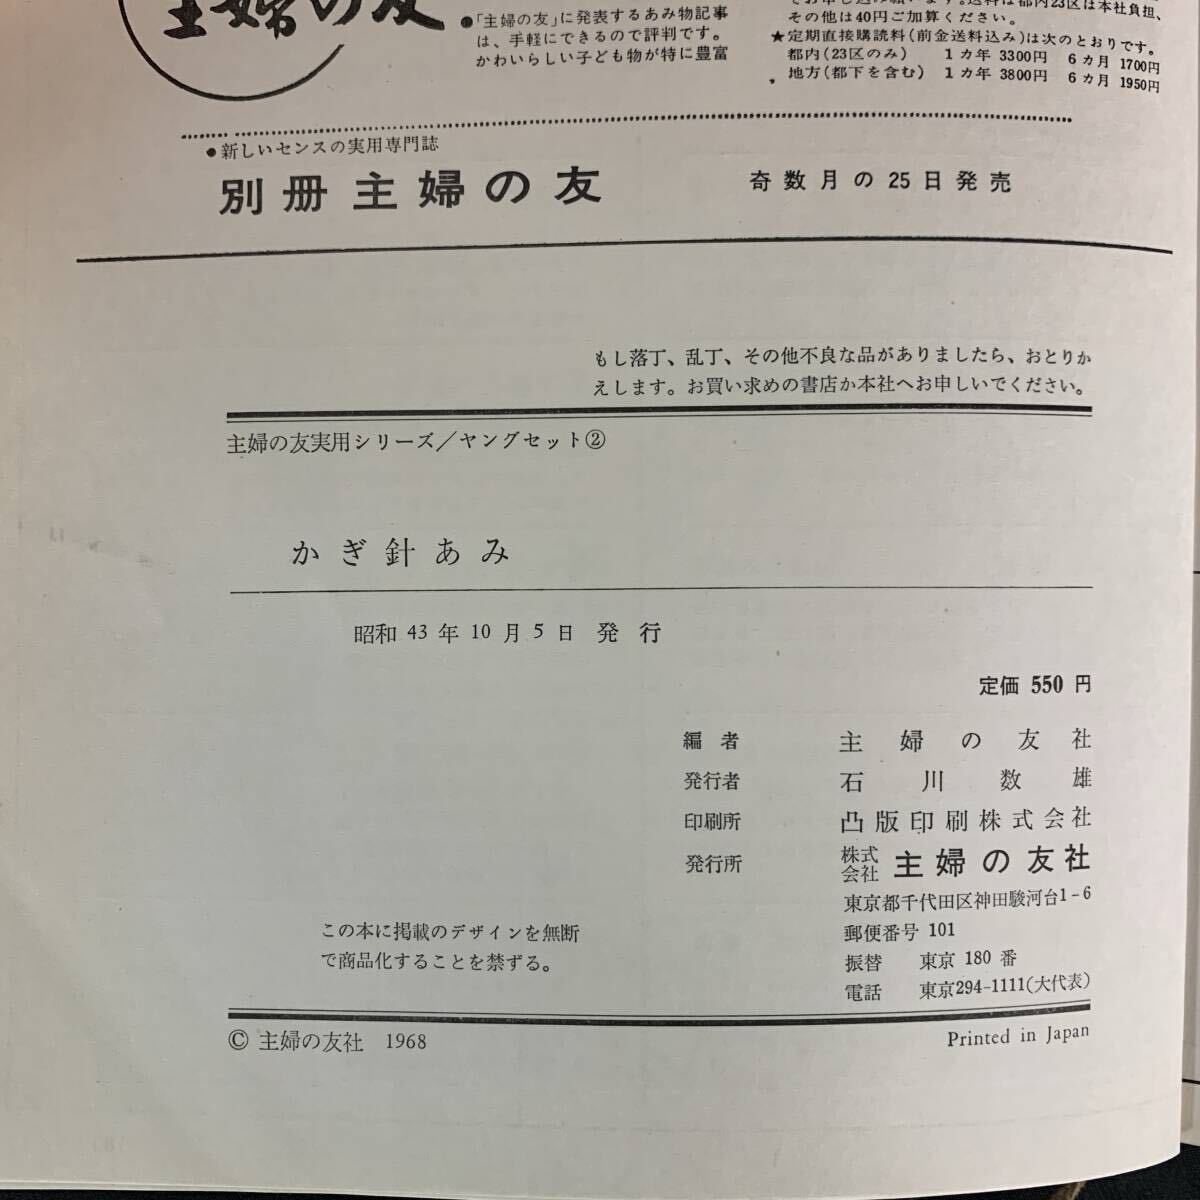 主婦の友
●「主婦の友」に発表するあみ物記事
は、手軽にできるので評判です。
かわいらしい子ども物が特に豊富
料は都内23区は本社負担、
その他は40円ご加算ください。
★定期直接購読料(前金送料込み)は次のとおりです。
都内(23区のみ) 1カ年 3300円 6カ月 1700円
地方(都下を含む) 1カ年 3800円 6カ月 1950円
●新しいセンスの実用専門誌
別冊主婦の友 奇数月の25日発売
もし落丁、乱丁、その他不良な品がありましたら、おとりか
えします。お買い求めの書店か本社へお申しいでください。
主婦の友実用シリーズ/ヤングセット②
かぎ針あみ
昭和43年10月5日 発行
定価 550 円
編者 主婦の友社
発行者 石川数雄
印刷所 凸版印刷株式会社
発行所 株式会社 主婦の友社
東京都千代田区神田駿河台1-6
郵便番号 101
振替 東京 180 番
電話 東京294-1111(大代表)
この本に掲載のデザインを無断
で商品化することを禁ずる。
© 主婦の友社 1968
Printed in Japan